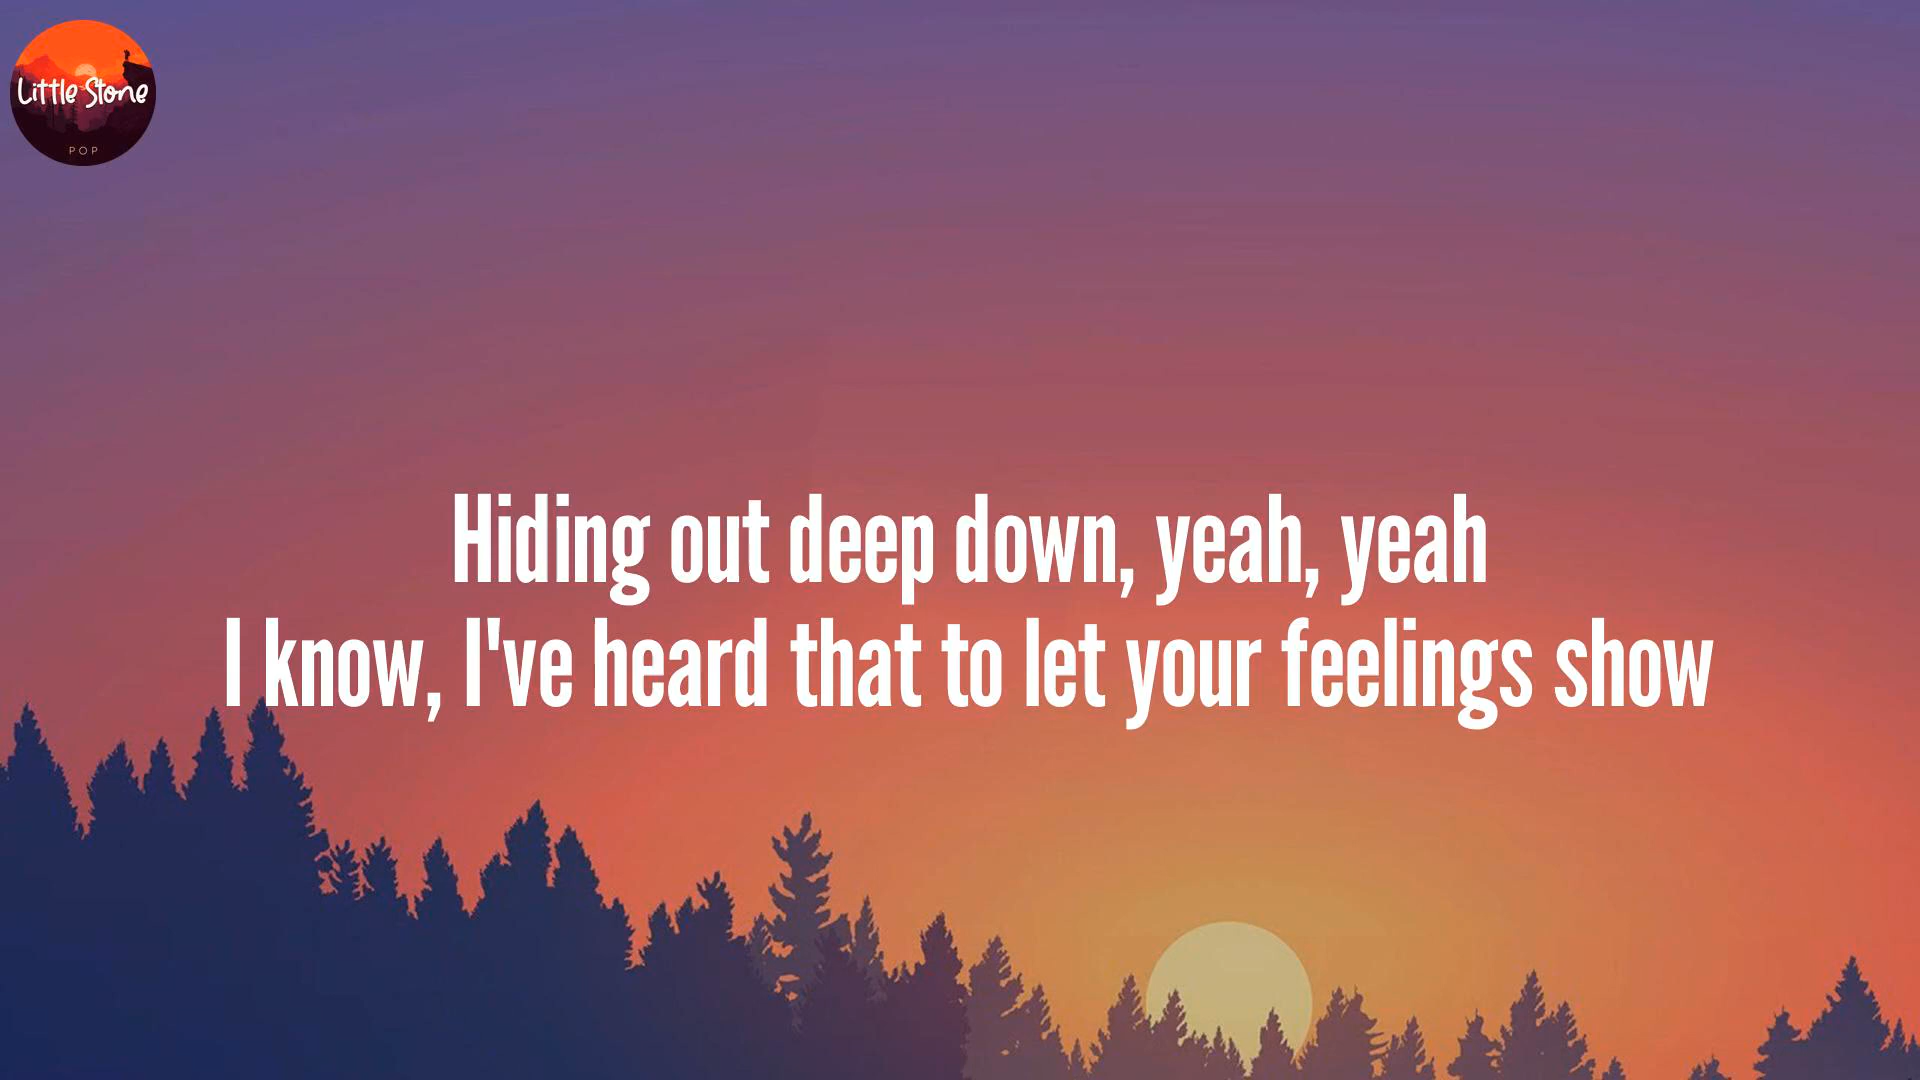 Little Stone
POP
Hiding out deep down, yeah, yeah
I know, I've heard that to let your feelings show